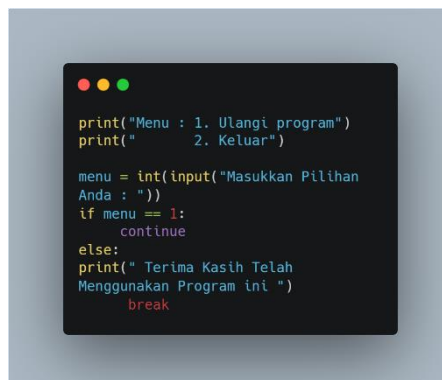 print("Menu : 1. Ulangi program")
print("       2. Keluar")
menu = int(input("Masukkan Pilihan
Anda : "))
if menu == 1:
     continue
else:
print(" Terima Kasih Telah
Menggunakan Program ini ")
      break